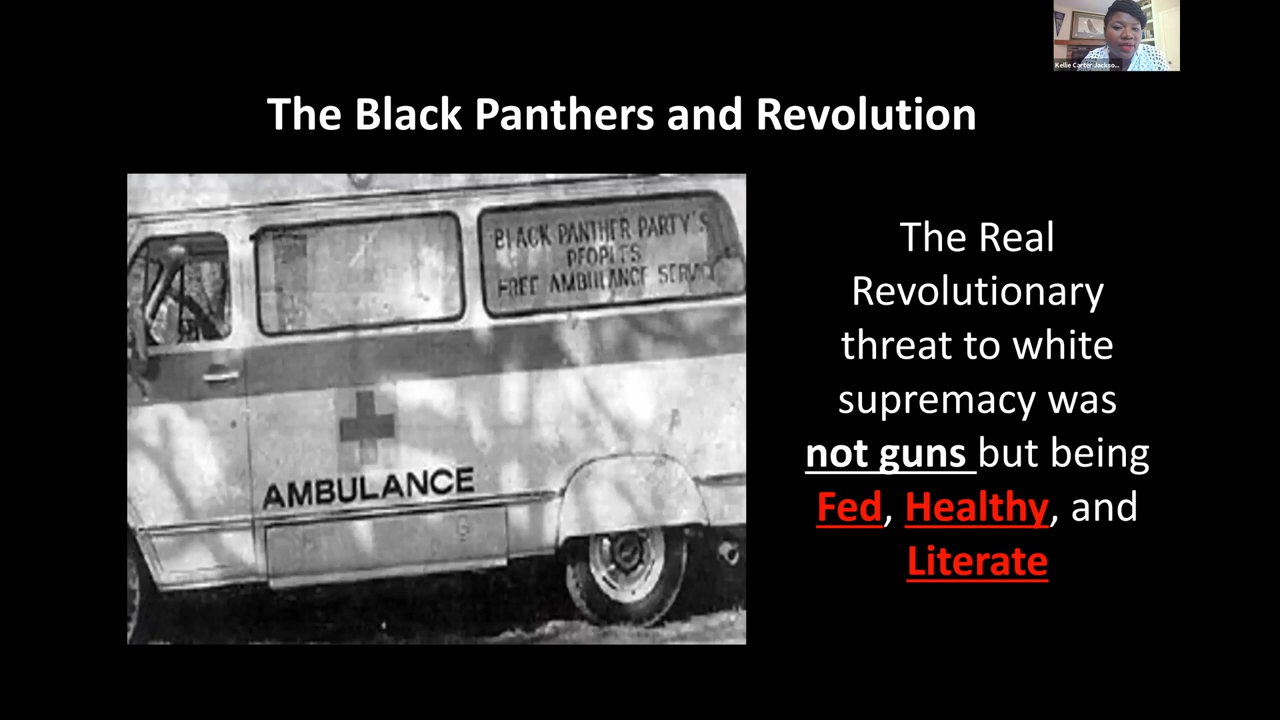 Kellie Carter Jackso...
The Black Panthers and Revolution
BLACK PANTHER PARTY'S
PEOPLE'S
FREE AMBULANCE SERVICE
AMBULANCE
The Real
Revolutionary
threat to white
supremacy was
not guns but being
Fed, Healthy, and
Literate